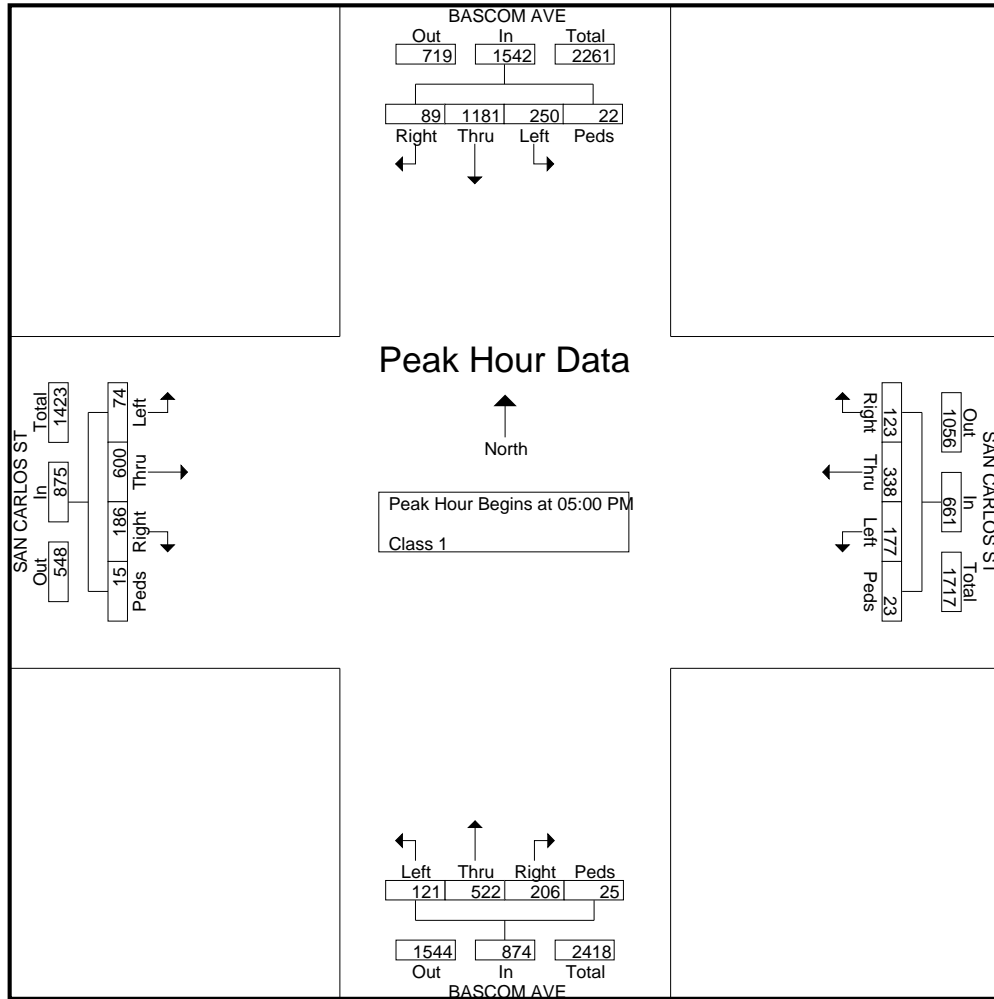 BASCOM AVE
Out In Total
719 1542 2261
89 1181 250 22
Right Thru Left Peds
Peak Hour Data
North
Peak Hour Begins at 05:00 PM
Class 1
SAN CARLOS ST
Total In Out
1423 875 548
74 600 186 15
Left Thru Right Peds
SAN CARLOS ST
Out In Total
1056 661 1717
123 338 177 23
Right Thru Left Peds
Left Thru Right Peds
121 522 206 25
1544 874 2418
Out In Total
BASCOM AVE